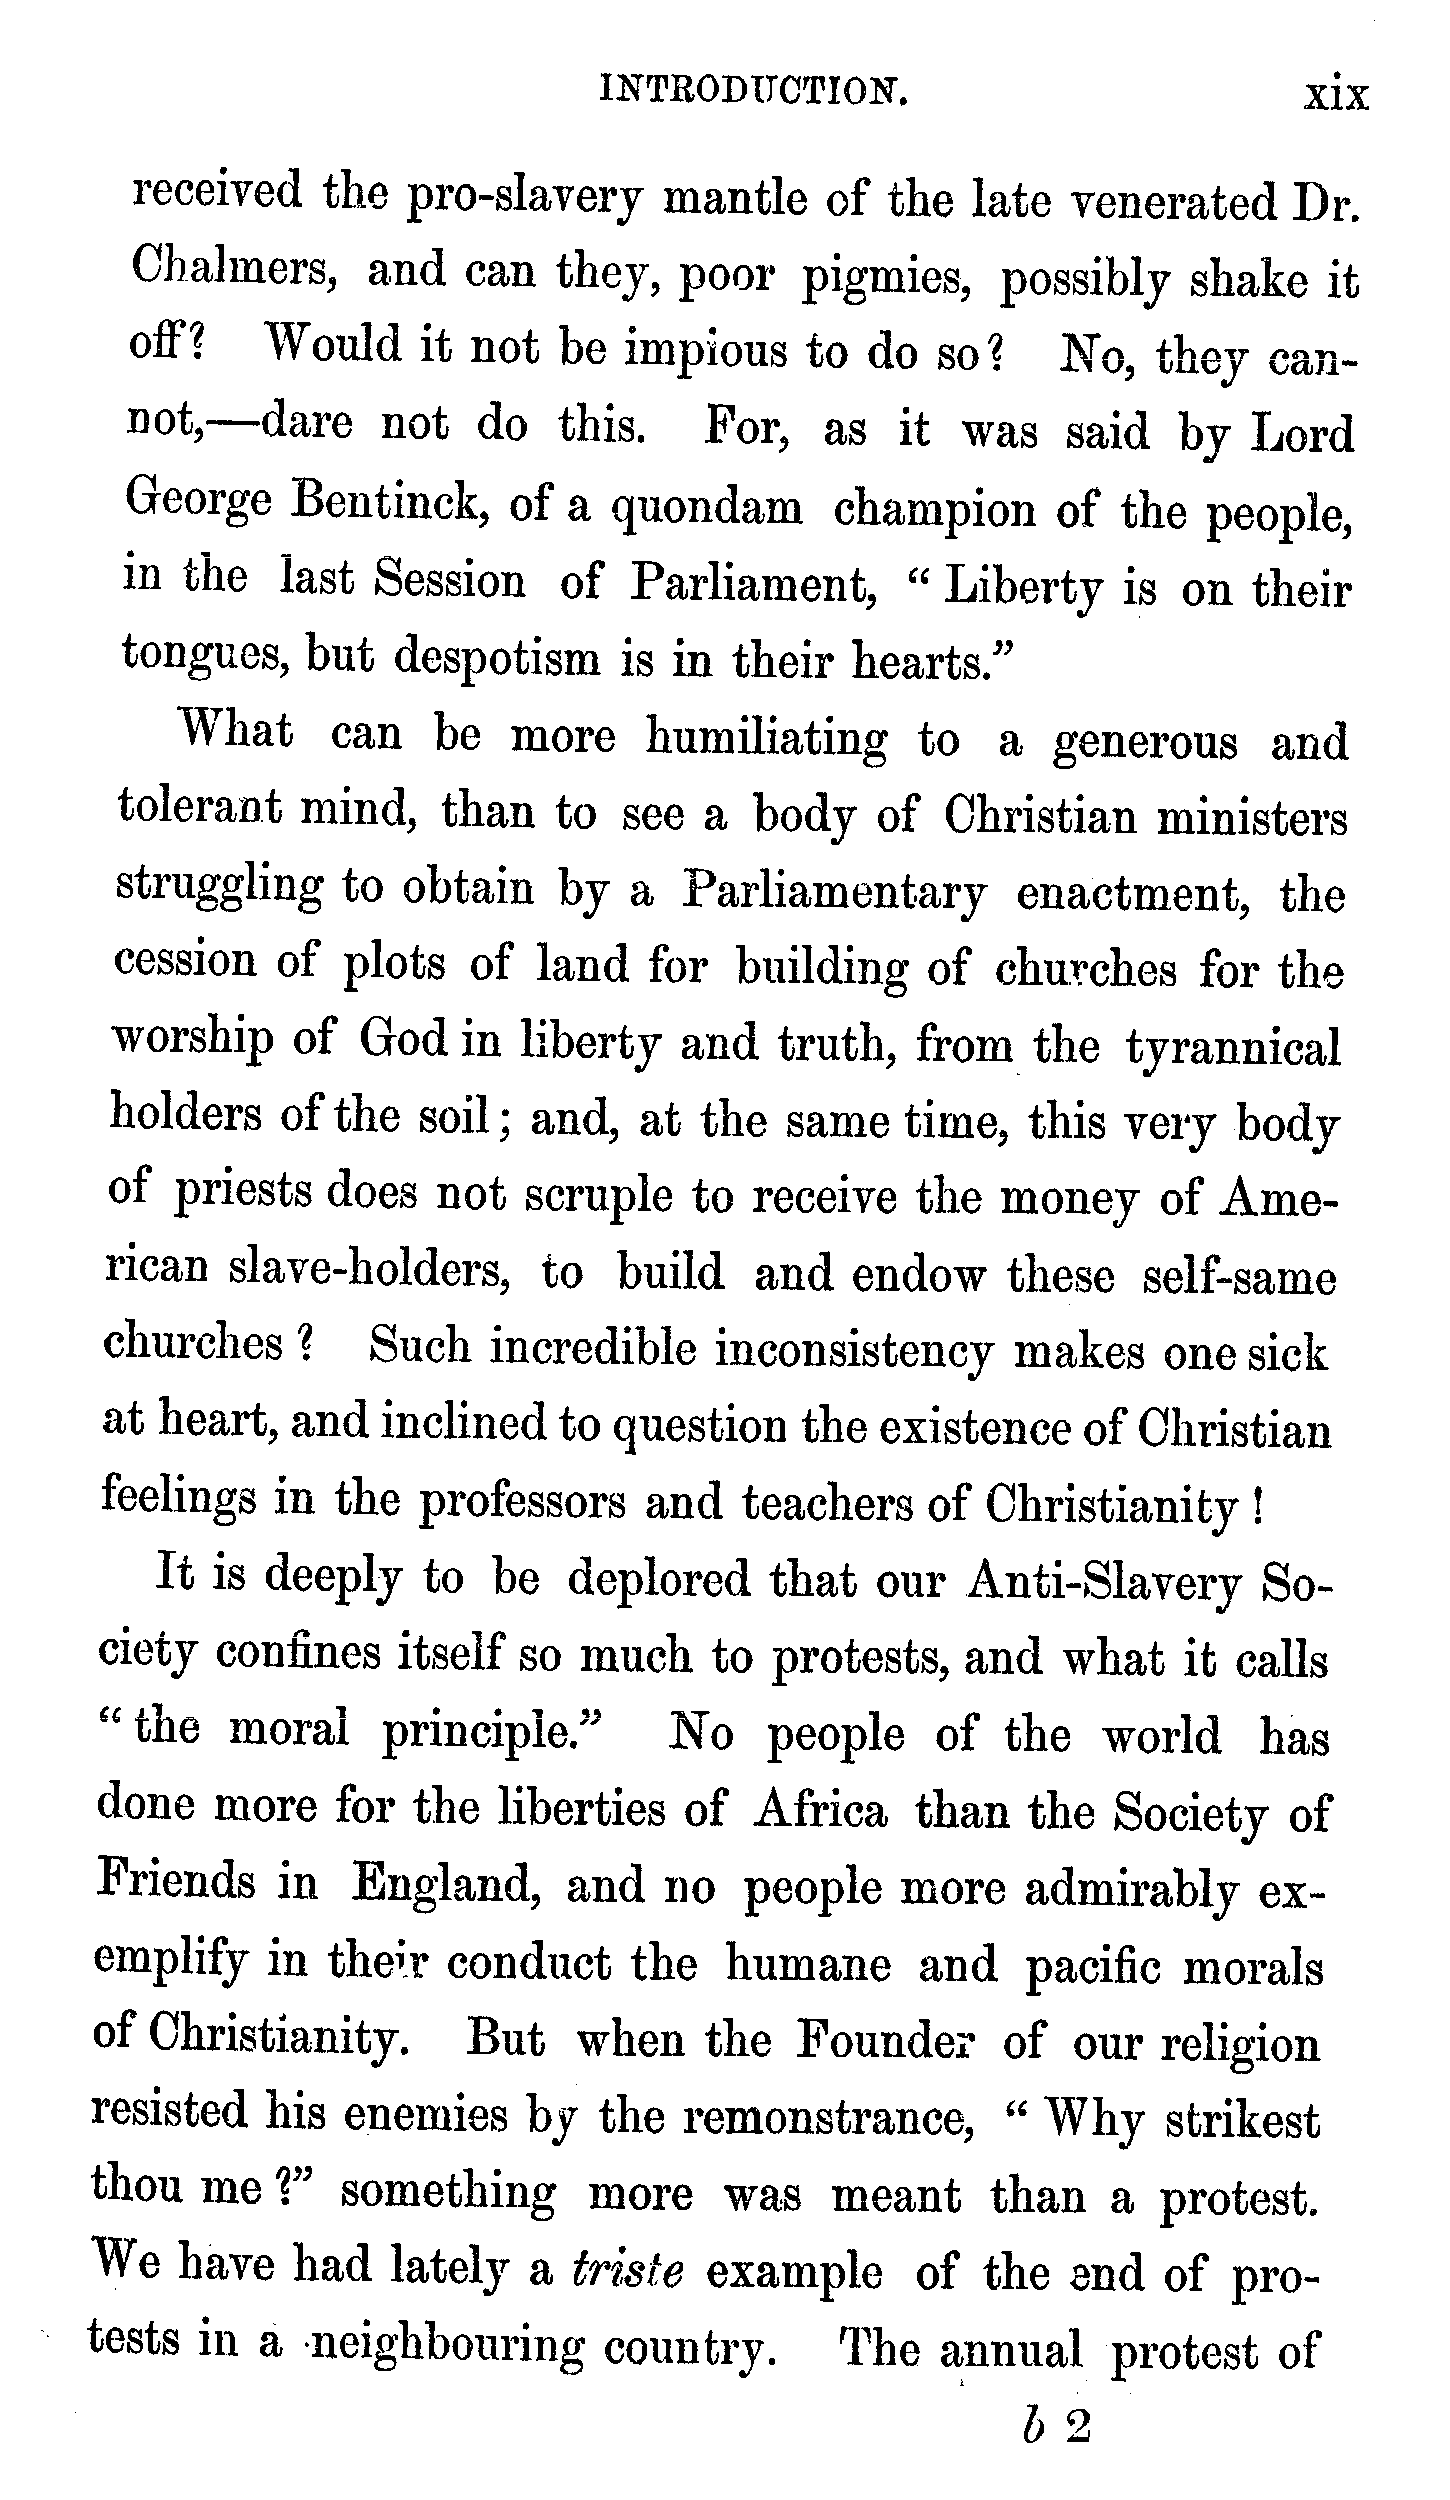 INTRODUCTION. xix
received the pro-slavery mantle of the late venerated Dr.
Chalmers, and can they, poor pigmies, possibly shake it
off? Would it not be impious to do so? No, they can-
not,—dare not do this. For, as it was said by Lord
George Bentinck, of a quondam champion of the people,
in the last Session of Parliament, “Liberty is on their
tongues, but despotism is in their hearts.”
What can be more humiliating to a generous and
tolerant mind, than to see a body of Christian ministers
struggling to obtain by a Parliamentary enactment, the
cession of plots of land for building of churches for the
worship of God in liberty and truth, from the tyrannical
holders of the soil; and, at the same time, this very body
of priests does not scruple to receive the money of Ame-
rican slave-holders, to build and endow these self-same
churches? Such incredible inconsistency makes one sick
at heart, and inclined to question the existence of Christian
feelings in the professors and teachers of Christianity!
It is deeply to be deplored that our Anti-Slavery So-
ciety confines itself so much to protests, and what it calls
“the moral principle.” No people of the world has
done more for the liberties of Africa than the Society of
Friends in England, and no people more admirably ex-
emplify in their conduct the humane and pacific morals
of Christianity. But when the Founder of our religion
resisted his enemies by the remonstrance, “Why strikest
thou me?” something more was meant than a protest.
We have had lately a triste example of the end of pro-
tests in a neighbouring country. The annual protest of
b 2